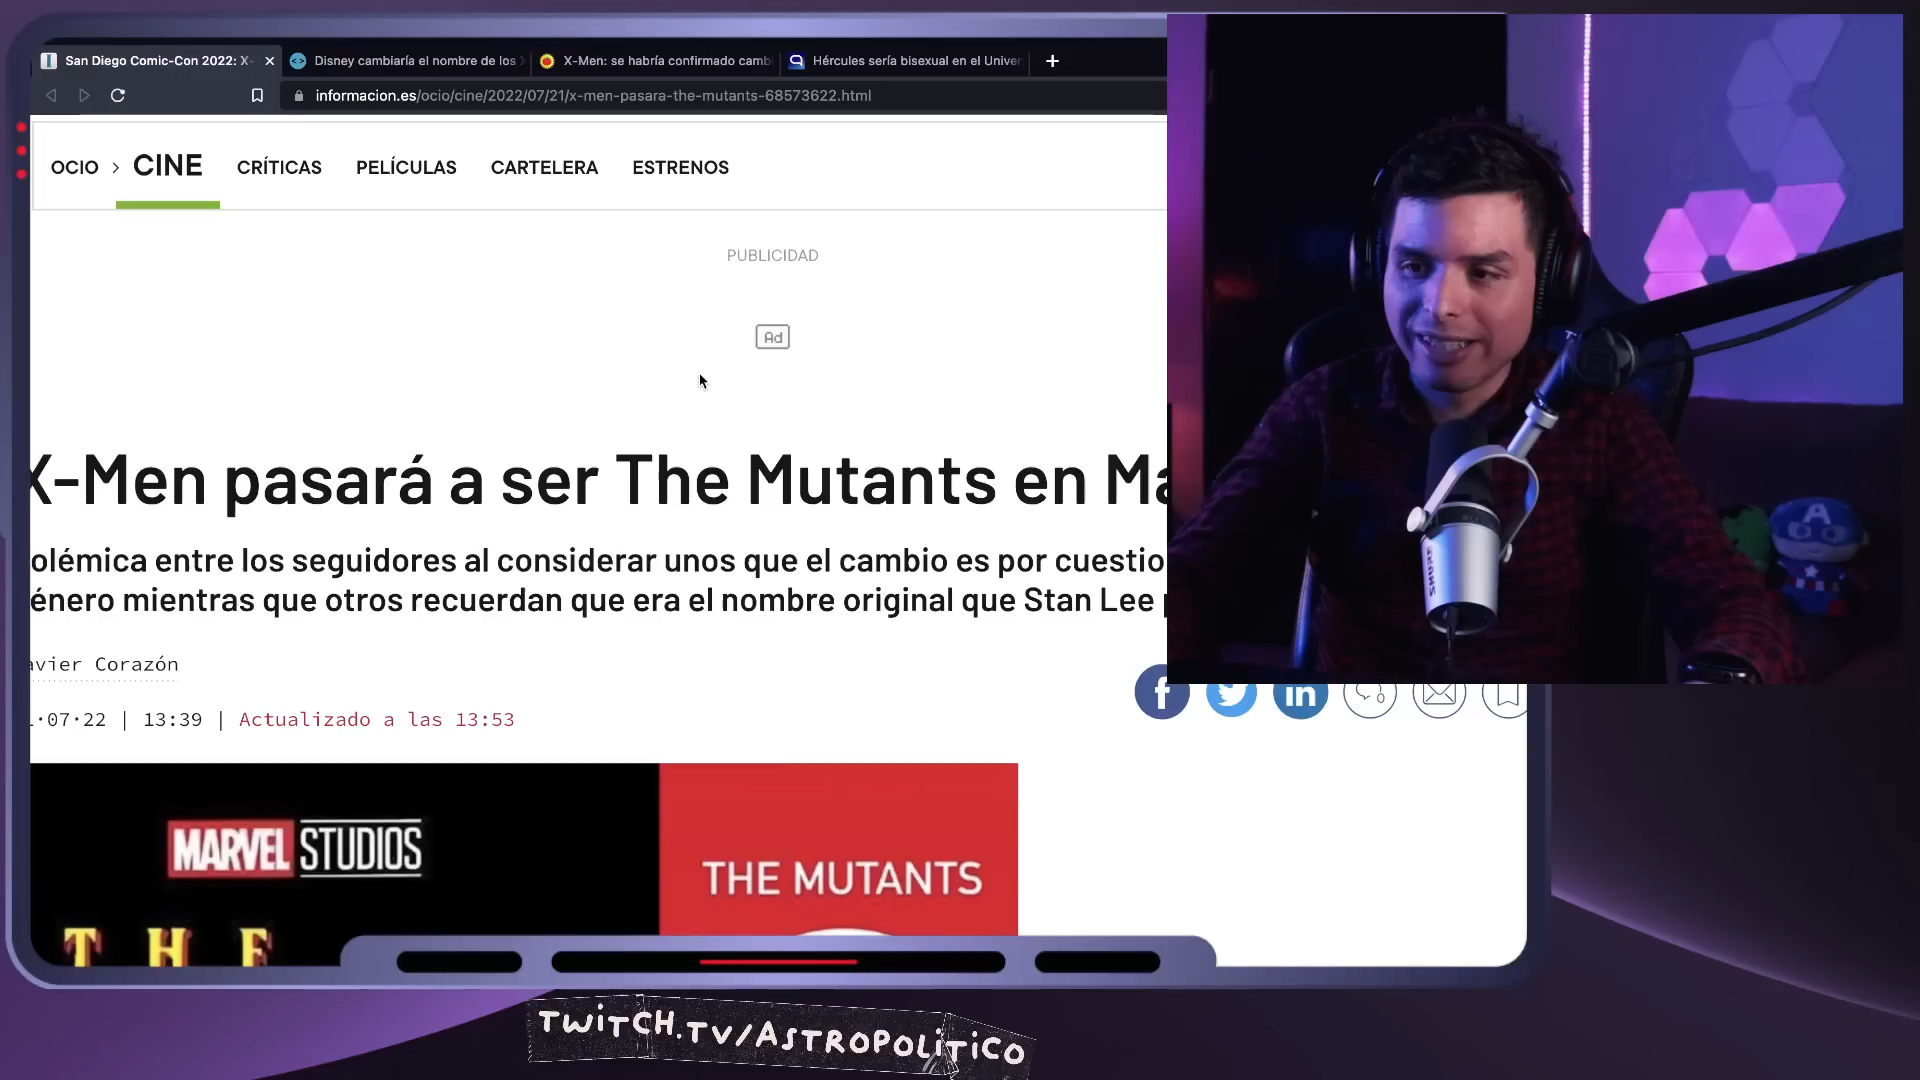 San Diego Comic-Con 2022: X-
Disney cambiaría el nombre de los X
X-Men: se habría confirmado camb
Hércules sería bisexual en el Univer
informacion.es/ocio/cine/2022/07/21/x-men-pasara-the-mutants-68573622.html
OCIO > CINE CRÍTICAS PELÍCULAS CARTELERA ESTRENOS
PUBLICIDAD
Ad
X-Men pasará a ser The Mutants en Ma
olémica entre los seguidores al considerar unos que el cambio es por cuestio
énero mientras que otros recuerdan que era el nombre original que Stan Lee
avier Corazón
1·07·22 | 13:39 | Actualizado a las 13:53
0
MARVEL STUDIOS
THE
THE MUTANTS
SHURE
A
TWITCH.TV/ASTROPOLITICO